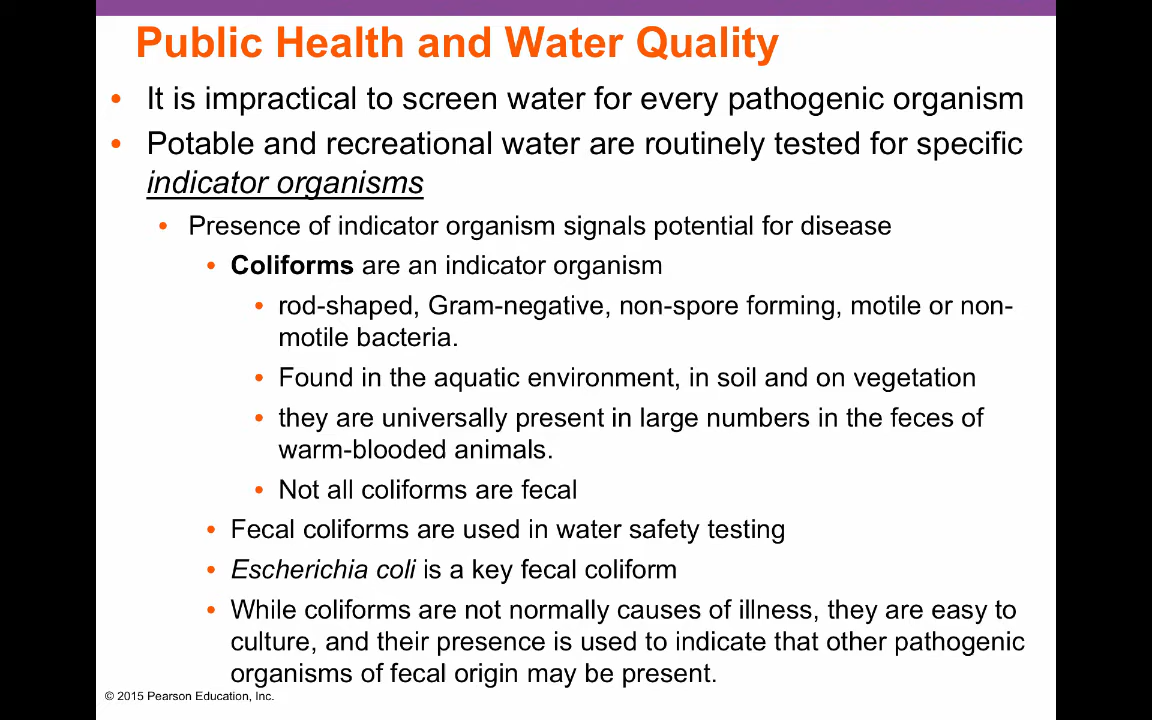 Public Health and Water Quality
• It is impractical to screen water for every pathogenic organism
• Potable and recreational water are routinely tested for specific
indicator organisms
• Presence of indicator organism signals potential for disease
• Coliforms are an indicator organism
• rod-shaped, Gram-negative, non-spore forming, motile or non-
motile bacteria.
• Found in the aquatic environment, in soil and on vegetation
• they are universally present in large numbers in the feces of
warm-blooded animals.
• Not all coliforms are fecal
• Fecal coliforms are used in water safety testing
• Escherichia coli is a key fecal coliform
• While coliforms are not normally causes of illness, they are easy to
culture, and their presence is used to indicate that other pathogenic
organisms of fecal origin may be present.
© 2015 Pearson Education, Inc.